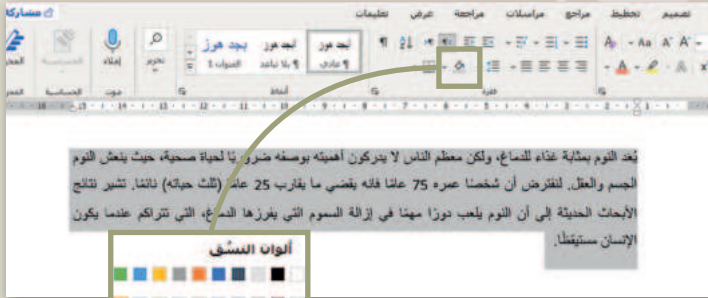 تصميم تخطيط مراجع مراسلات مراجعة عرض تعليمات مشاركة
أبجد هوز أبجد هوز أبجد هوز
تحرير إملاء الحساسية
¶ عادي ¶ بلا تباعد العنوان 1
فقرة أنماط صوت الحساسية
يُعد النوم بمثابة غذاء للدماغ، ولكن معظم الناس لا يدركون أهميته بوصفه ضروريًا لحياة صحية، حيث ينعش النوم
الجسم والعقل. لنفترض أن شخصًا عمره 75 عامًا فانه يقضي ما يقارب 25 عامًا (ثلث حياته) نائمًا. تشير نتائج
الأبحاث الحديثة إلى أن النوم يلعب دورًا مهمًا في إزالة السموم التي يفرزها الدماغ، التي تتراكم عندما يكون
الإنسان مستيقظًا.
ألوان النسُق